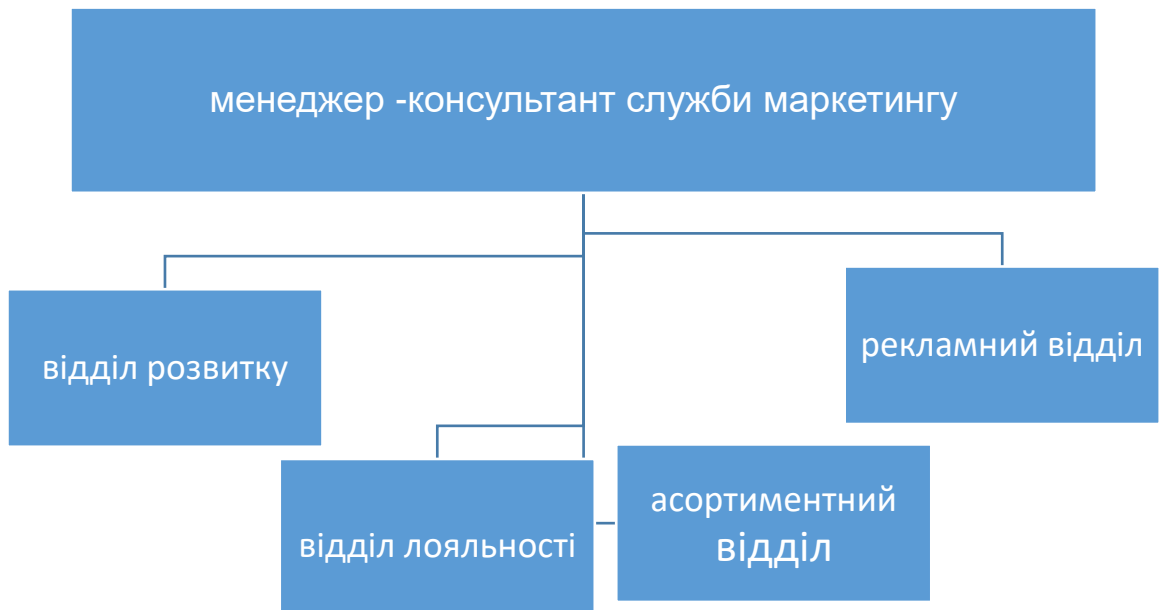 менеджер -консультант служби маркетингу
відділ розвитку
рекламний відділ
відділ лояльності
асортиментний
відділ